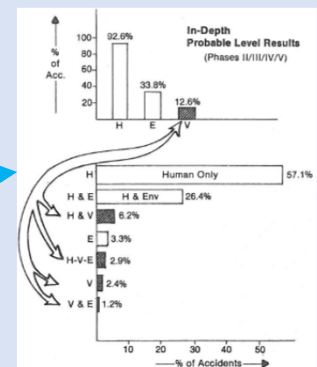 In-Depth
Probable Level Results
(Phases II/III/IV/V)
%
of
Acc.
100
80
60
40
20
92.6%
33.8%
12.6%
H E V
H Human Only 57.1%
H & E H & Env 26.4%
H & V 6.2%
E 3.3%
H-V-E 2.9%
V 2.4%
V & E 1.2%
10 20 30 40 50
% of Accidents